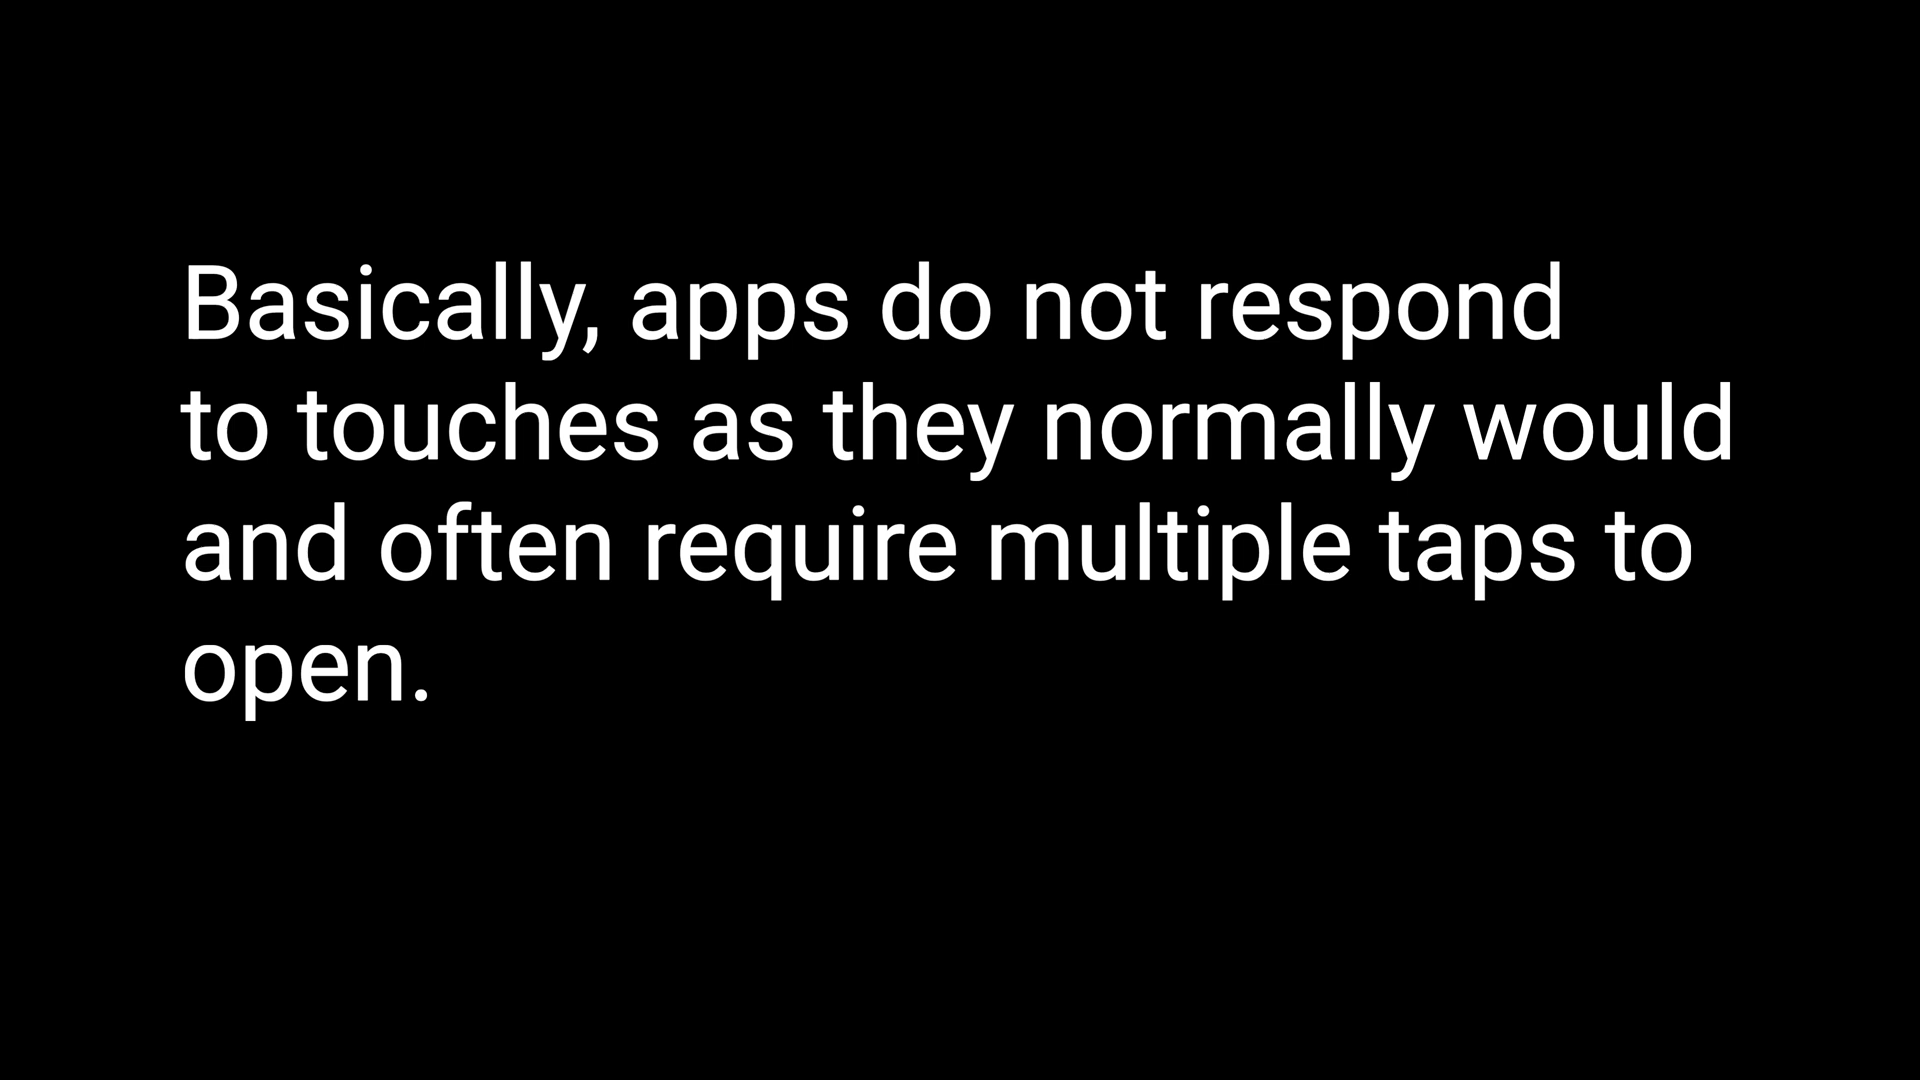 Basically, apps do not respond
to touches as they normally would
and often require multiple taps to
open.